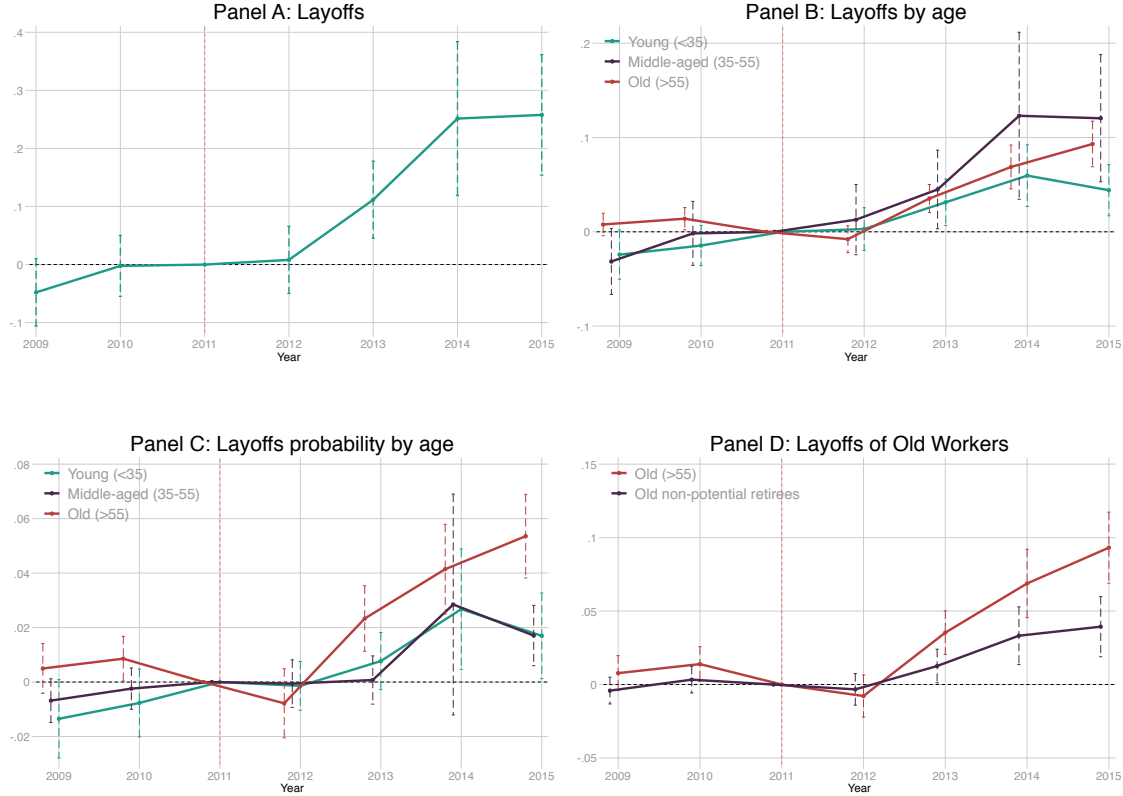 Panel A: Layoffs
.4
.3
.2
.1
0
-.1
2009 2010 2011 2012 2013 2014 2015
Year
Panel B: Layoffs by age
Young (<35)
Middle-aged (35-55)
Old (>55)
.2
.1
0
-.1
2009 2010 2011 2012 2013 2014 2015
Year
Panel C: Layoffs probability by age
Young (<35)
Middle-aged (35-55)
Old (>55)
.08
.06
.04
.02
0
-.02
2009 2010 2011 2012 2013 2014 2015
Year
Panel D: Layoffs of Old Workers
Old (>55)
Old non-potential retirees
.15
.1
.05
0
-.05
2009 2010 2011 2012 2013 2014 2015
Year